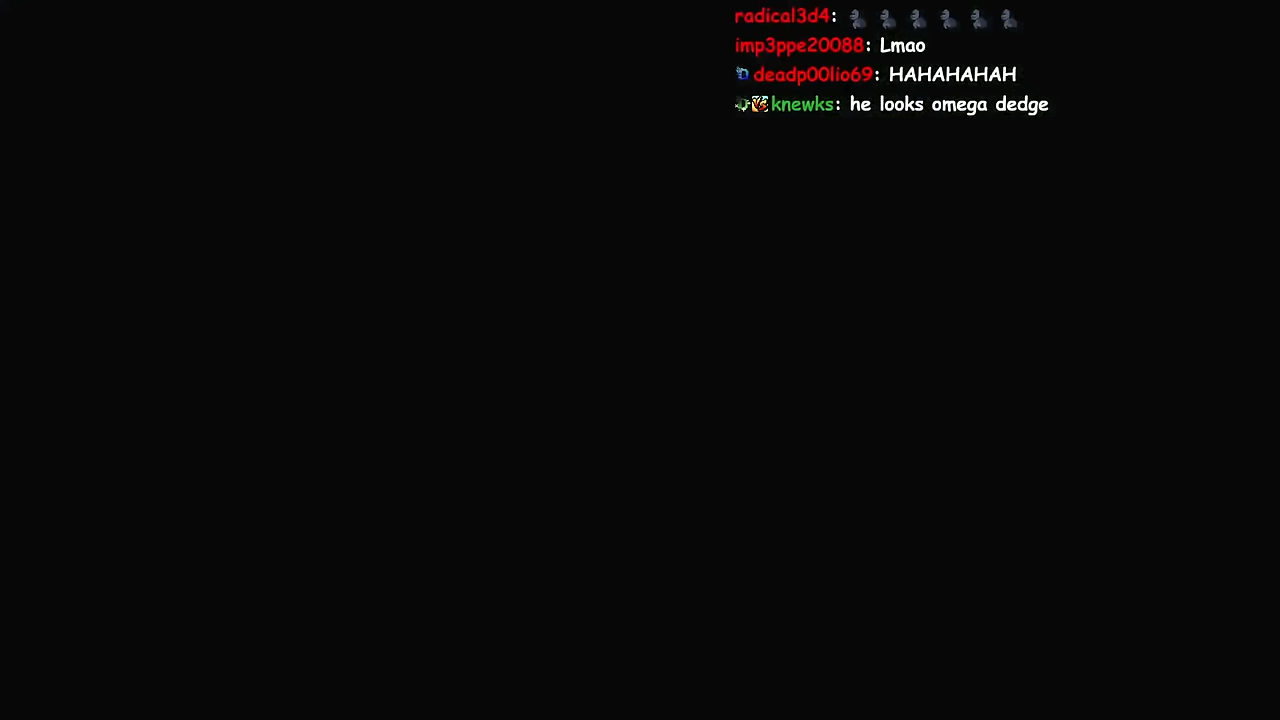 radical3d4:
imp3ppe20088: Lmao
deadp00lio69: HAHAHAHAH
knewks: he looks omega dedge